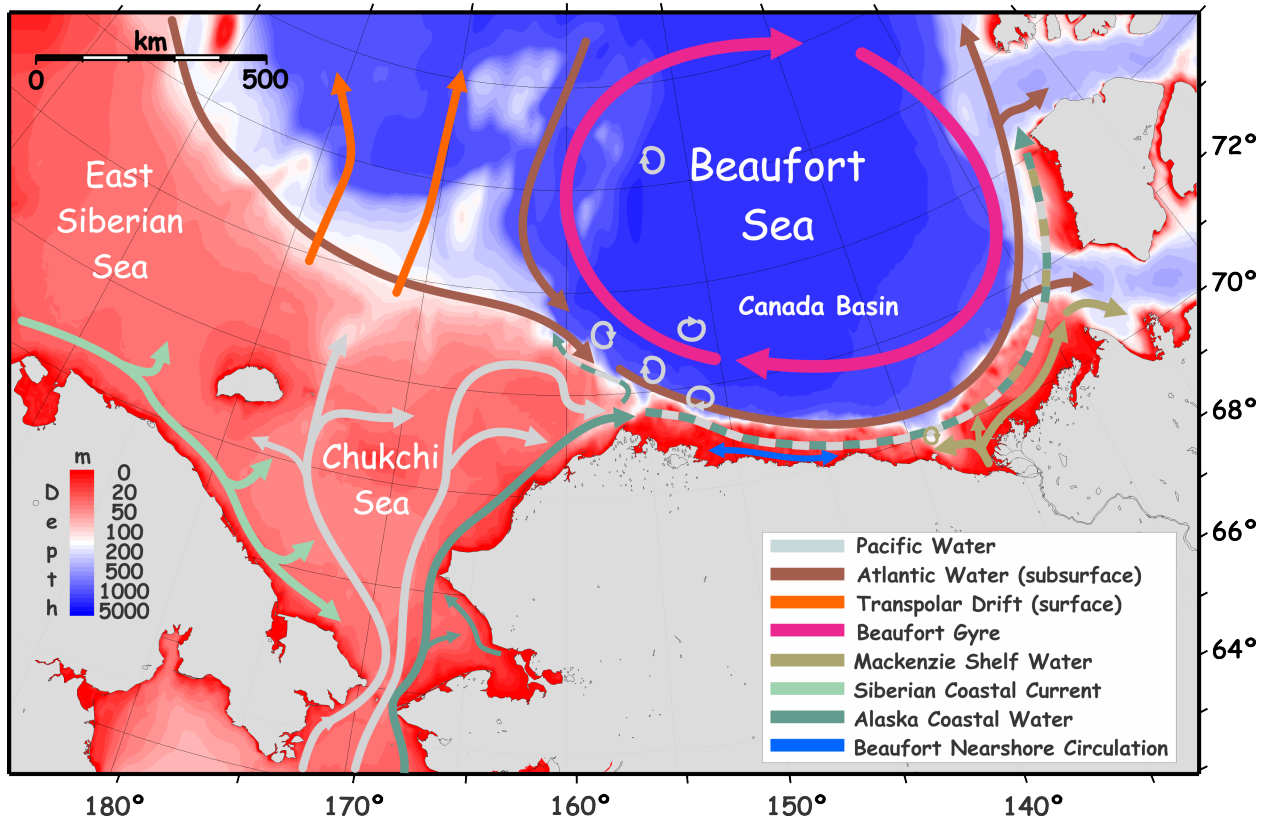 km
0 500
East
Siberian
Sea
Beaufort
Sea
Canada Basin
Chukchi
Sea
72°
70°
68°
66°
64°
m
Depth
0
20
50
100
200
500
1000
5000
Pacific Water
Atlantic Water (subsurface)
Transpolar Drift (surface)
Beaufort Gyre
Mackenzie Shelf Water
Siberian Coastal Current
Alaska Coastal Water
Beaufort Nearshore Circulation
180° 170° 160° 150° 140°